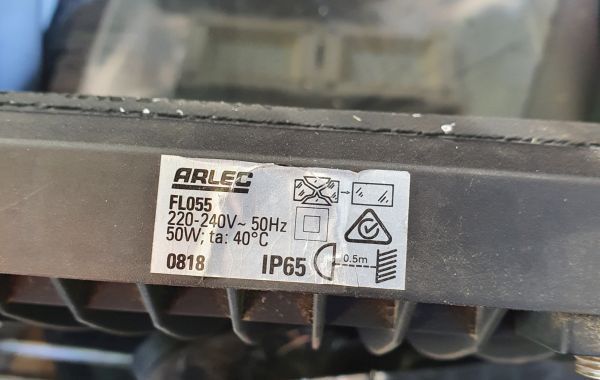 ARLEC
FL055
220-240V~ 50Hz
50W; ta: 40°C
0818
IP65
0.5m